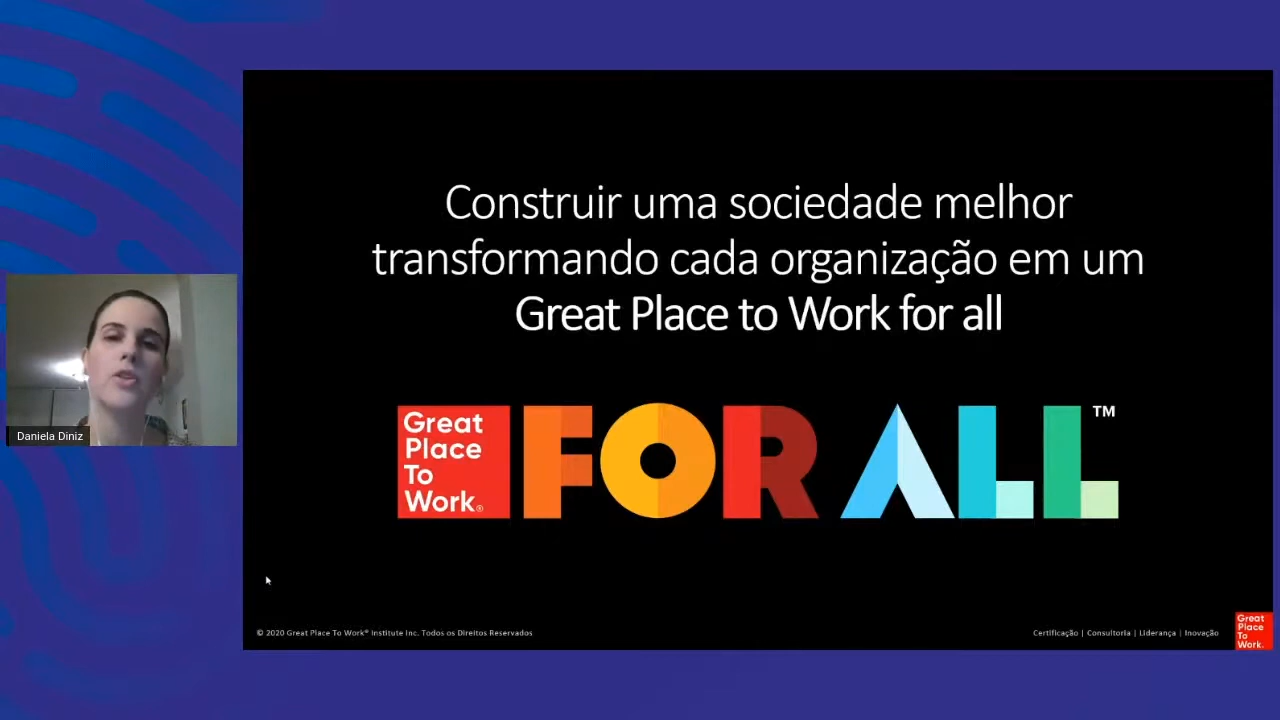 Construir uma sociedade melhor
transformando cada organização em um
Great Place to Work for all
Great
Place
To
Work®
FOR ALL™
Daniela Diniz
© 2020 Great Place To Work® Institute Inc. Todos os Direitos Reservados
Certificação | Consultoria | Liderança | Inovação
Great
Place
To
Work.